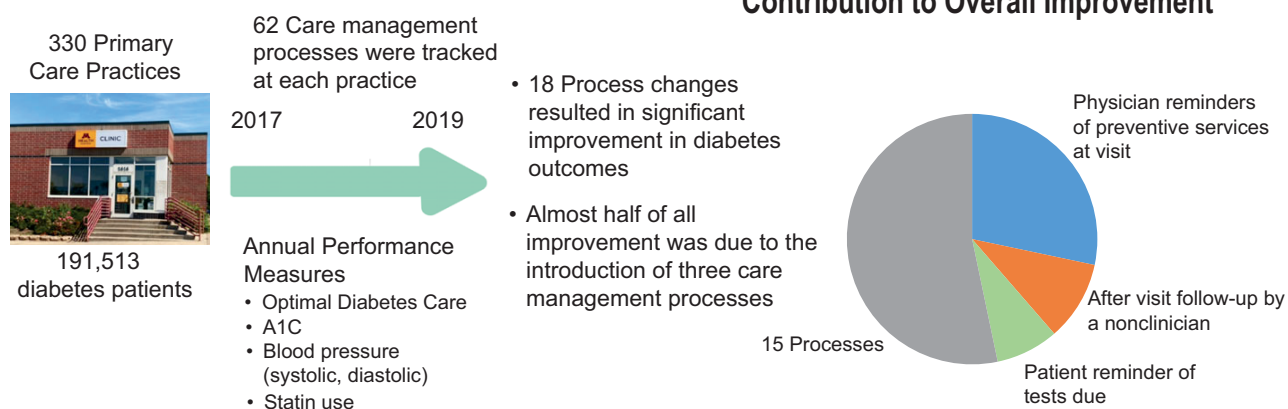 Contribution to Overall Improvement
330 Primary
Care Practices
CLINIC
191,513
diabetes patients
62 Care management
processes were tracked
at each practice
2017 2019
Annual Performance
Measures
• Optimal Diabetes Care
• A1C
• Blood pressure
(systolic, diastolic)
• Statin use
• 18 Process changes
resulted in significant
improvement in diabetes
outcomes
• Almost half of all
improvement was due to the
introduction of three care
management processes
Physician reminders
of preventive services
at visit
After visit follow-up by
a nonclinician
Patient reminder of
tests due
15 Processes